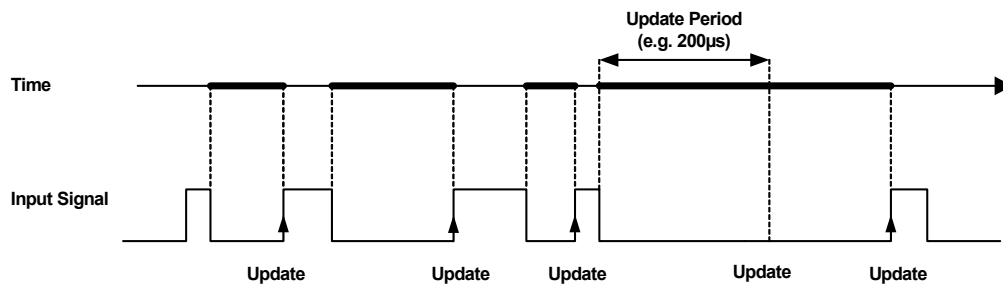 Update Period
(e.g. 200µs)
Time
Input Signal
Update
Update
Update
Update
Update